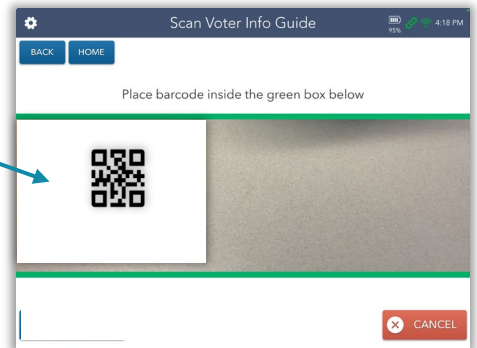 Scan Voter Info Guide
95%
4:18 PM
BACK
HOME
Place barcode inside the green box below
CANCEL